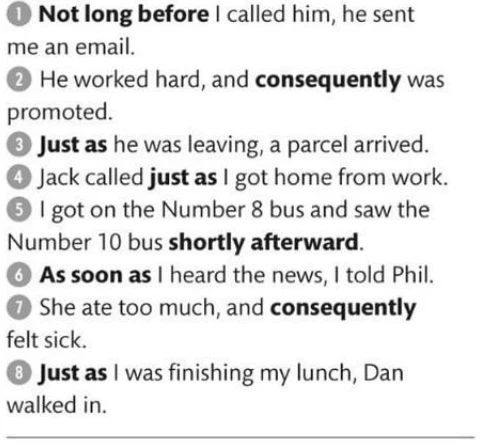 1 Not long before I called him, he sent
me an email.
2 He worked hard, and consequently was
promoted.
3 Just as he was leaving, a parcel arrived.
4 Jack called just as I got home from work.
5 I got on the Number 8 bus and saw the
Number 10 bus shortly afterward.
6 As soon as I heard the news, I told Phil.
7 She ate too much, and consequently
felt sick.
8 Just as I was finishing my lunch, Dan
walked in.